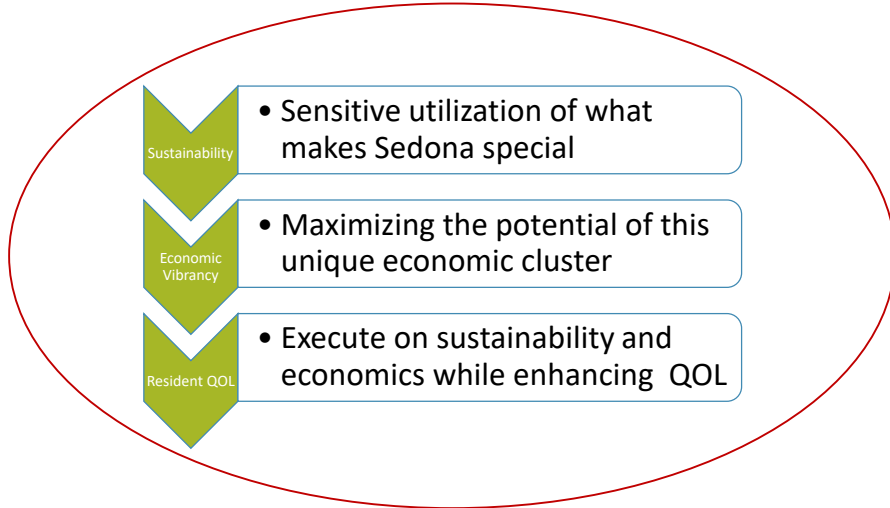 Sustainability
• Sensitive utilization of what
makes Sedona special
Economic
Vibrancy
• Maximizing the potential of this
unique economic cluster
Resident QOL
• Execute on sustainability and
economics while enhancing  QOL